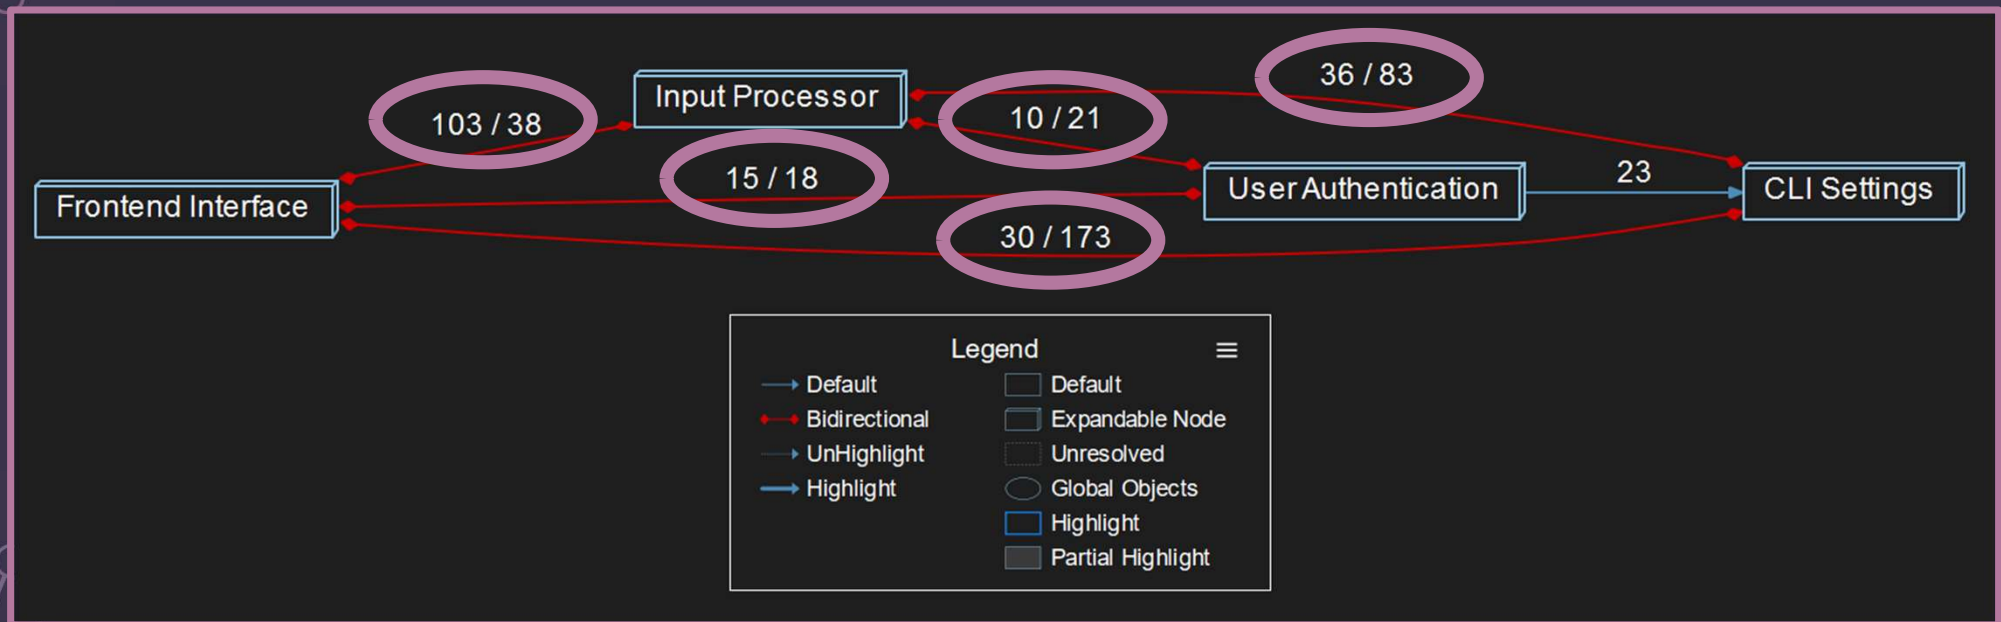 36 / 83
Input Processor
103 / 38
10 / 21
15 / 18
23
User Authentication
CLI Settings
Frontend Interface
30 / 173
Legend
Default
Bidirectional
UnHighlight
Highlight
Default
Expandable Node
Unresolved
Global Objects
Highlight
Partial Highlight